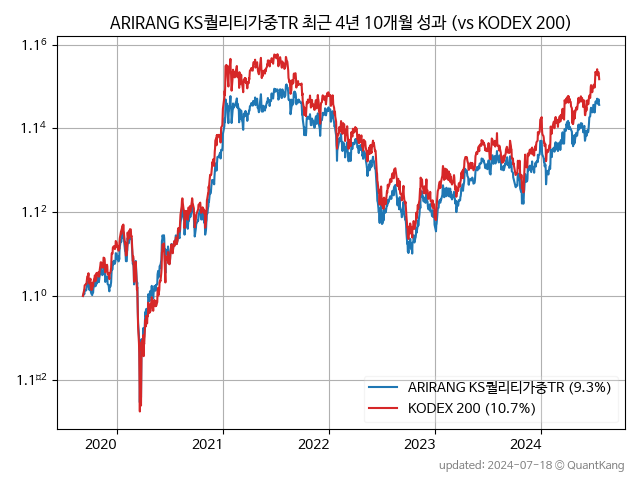 ARIRANG KS퀄리티가중TR 최근 4년 10개월 성과 (vs KODEX 200)
1.1⁶
1.1⁴
1.1²
1.1⁰
1.1¤²
ARIRANG KS퀄리티가중TR (9.3%)
KODEX 200 (10.7%)
2020 2021 2022 2023 2024
updated: 2024-07-18 © QuantKang